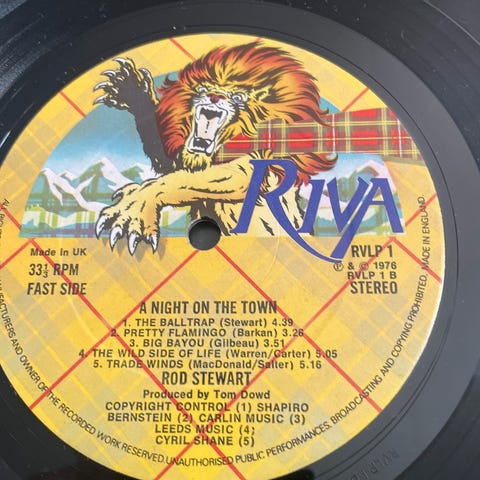 RIVA
Made in UK
33 1/3 RPM
FAST SIDE
RVLP 1
℗ & © 1976
RVLP 1 B
STEREO
A NIGHT ON THE TOWN
1. THE BALLTRAP (Stewart) 4.39
2. PRETTY FLAMINGO (Barkan) 3.26
3. BIG BAYOU (Gilbeau) 3.51
4. THE WILD SIDE OF LIFE (Warren/Carter) 5.05
5. TRADE WINDS (MacDonald/Salter) 5.16
ROD STEWART
Produced by Tom Dowd
COPYRIGHT CONTROL (1) SHAPIRO
BERNSTEIN (2) CARLIN MUSIC (3)
LEEDS MUSIC (4;
CYRIL SHANE (5)
MANUFACTURERS AND OWNER OF THE RECORDED WORK RESERVED. UNAUTHORISED PUBLIC PERFORMANCES, BROADCASTING AND COPYING PROHIBITED. MADE IN ENGLAND.